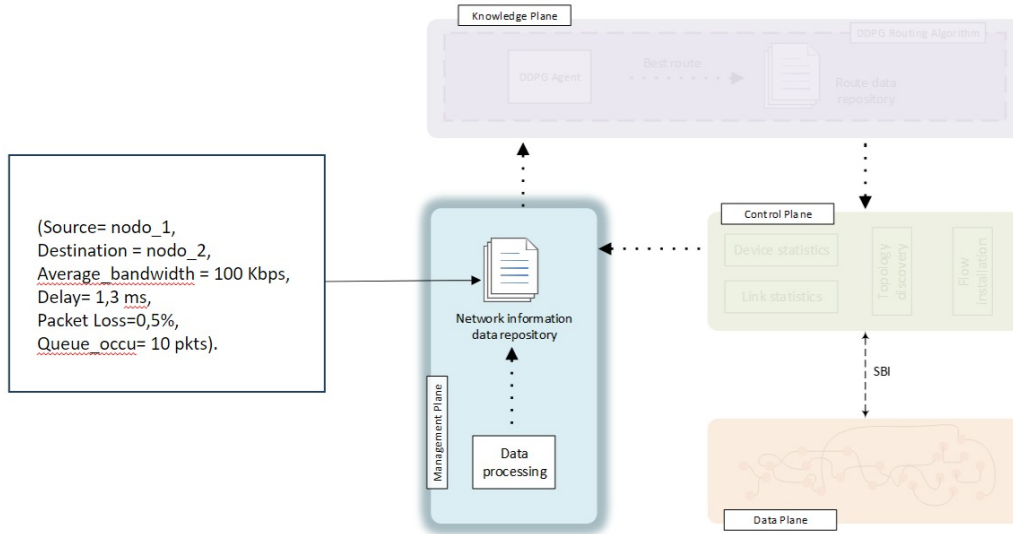 Knowledge Plane
DDPG Routing Algorithm
DDPG Agent
Best route
Route data
repository
(Source= nodo_1,
Destination = nodo_2,
Average_bandwidth = 100 Kbps,
Delay= 1,3 ms,
Packet Loss=0,5%,
Queue_occu= 10 pkts).
Network information
data repository
Management Plane
Data
processing
Control Plane
Device statistics
Link statistics
Topology
discovery
Flow
installation
SBI
Data Plane